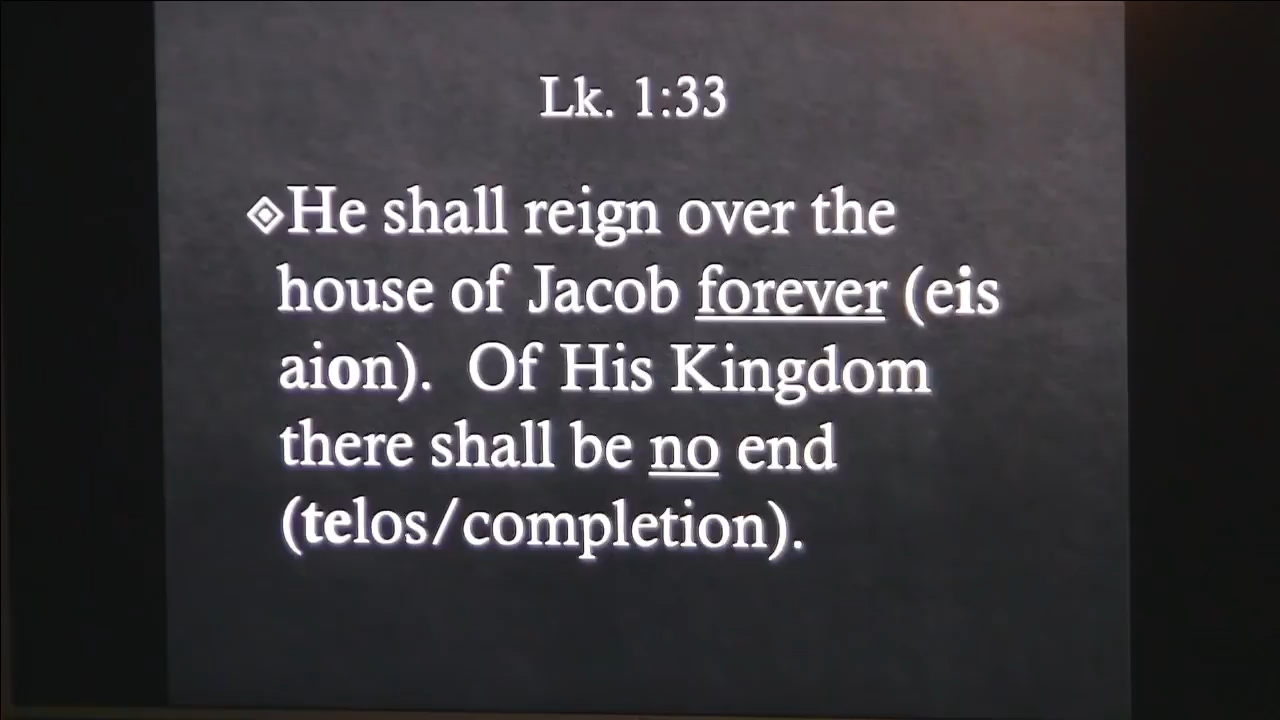 Lk. 1:33
He shall reign over the
house of Jacob forever (eis
aion). Of His Kingdom
there shall be no end
(telos/completion).